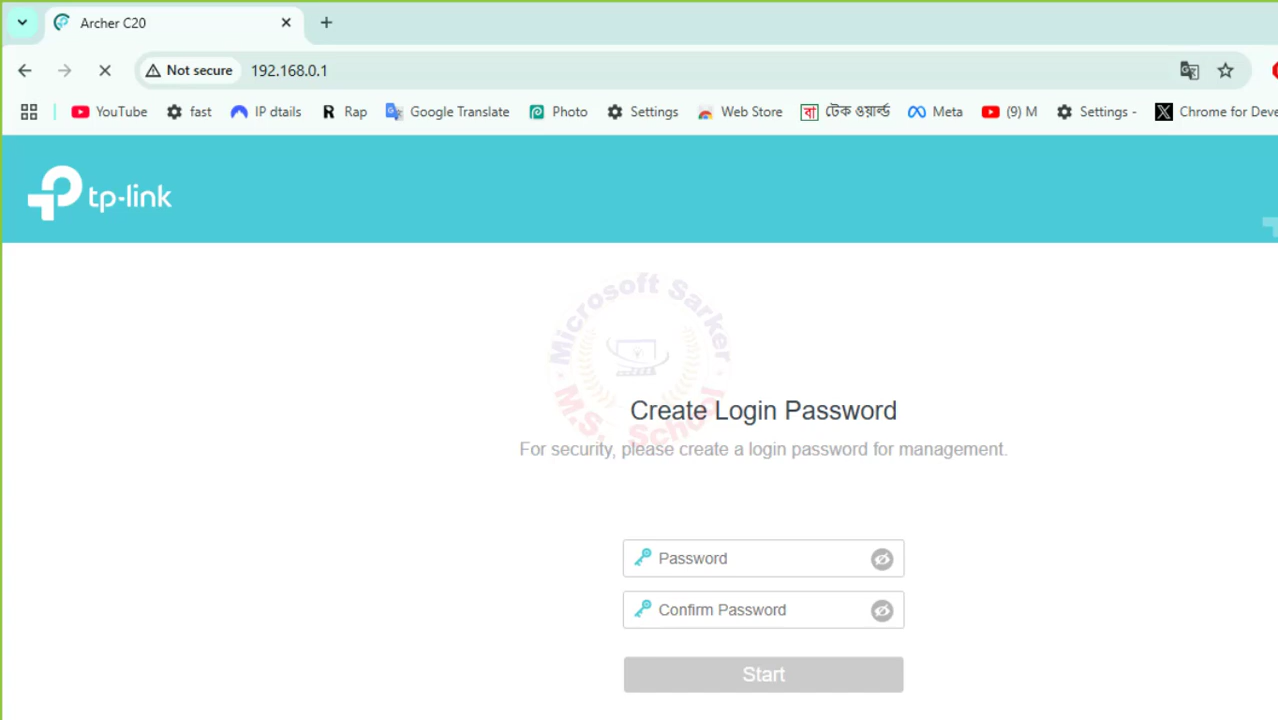 Archer C20
Not secure 192.168.0.1
YouTube fast IP dtails Rap Google Translate Photo Settings Web Store টেক ওয়ার্ল্ড Meta (9) M Settings - Chrome for Deve
tp-link
Microsoft Sarker
M.S. School
Create Login Password
For security, please create a login password for management.
Password
Confirm Password
Start